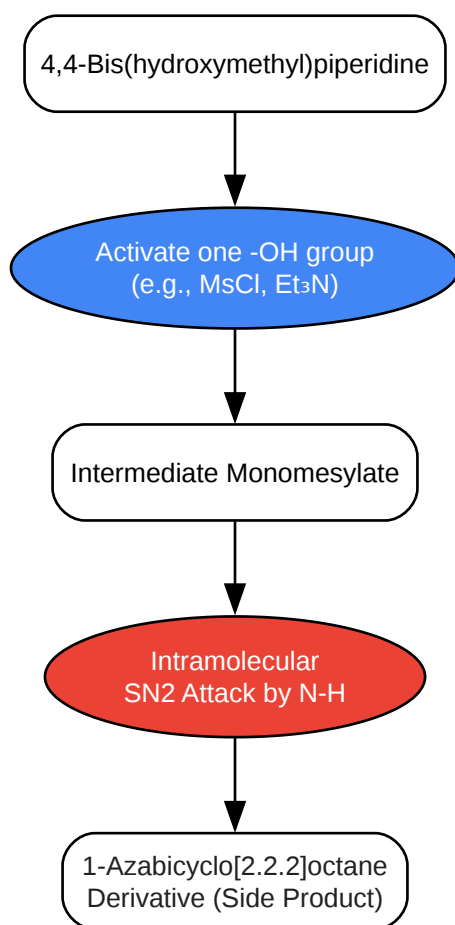 4,4-Bis(hydroxymethyl)piperidine
Activate one -OH group
(e.g., MsCl, Et₃N)
Intermediate Monomesylate
Intramolecular
SN2 Attack by N-H
1-Azabicyclo[2.2.2]octane
Derivative (Side Product)